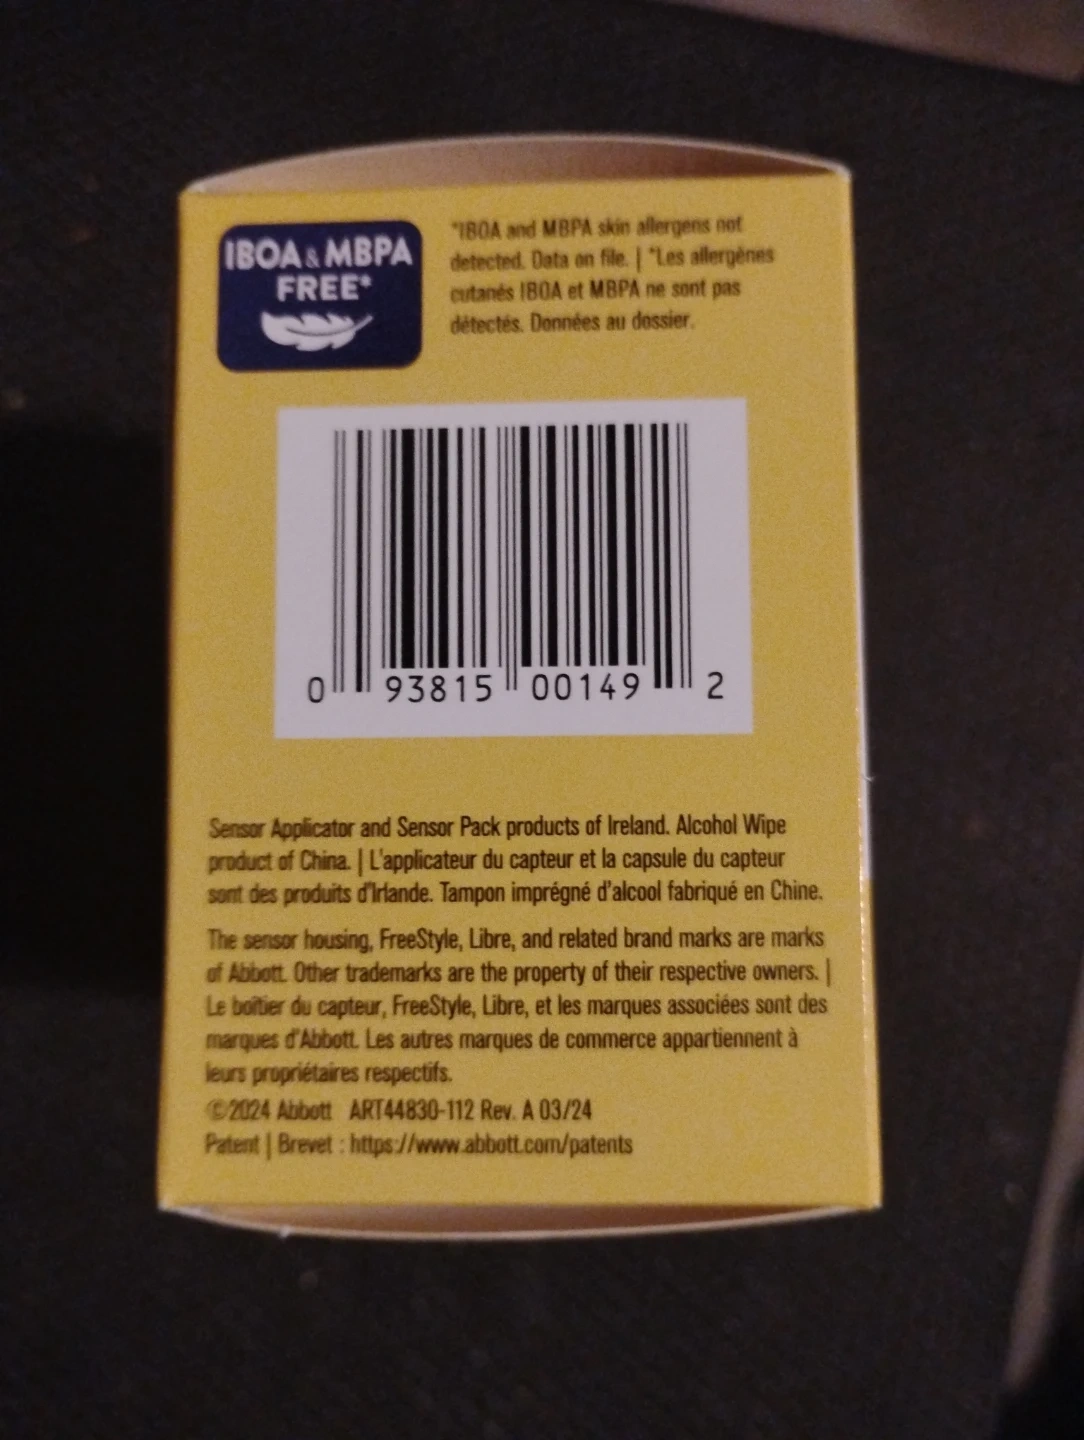 IBOA & MBPA
FREE*
*IBOA and MBPA skin allergens not
detected. Data on file. | *Les allergènes
cutanés IBOA et MBPA ne sont pas
détectés. Données au dossier.
0 93815 00149 2
Sensor Applicator and Sensor Pack products of Ireland. Alcohol Wipe
product of China. | L'applicateur du capteur et la capsule du capteur
sont des produits d'Irlande. Tampon imprégné d'alcool fabriqué en Chine.
The sensor housing, FreeStyle, Libre, and related brand marks are marks
of Abbott. Other trademarks are the property of their respective owners. |
Le boîtier du capteur, FreeStyle, Libre, et les marques associées sont des
marques d'Abbott. Les autres marques de commerce appartiennent à
leurs propriétaires respectifs.
©2024 Abbott ART44830-112 Rev. A 03/24
Patent | Brevet : https://www.abbott.com/patents